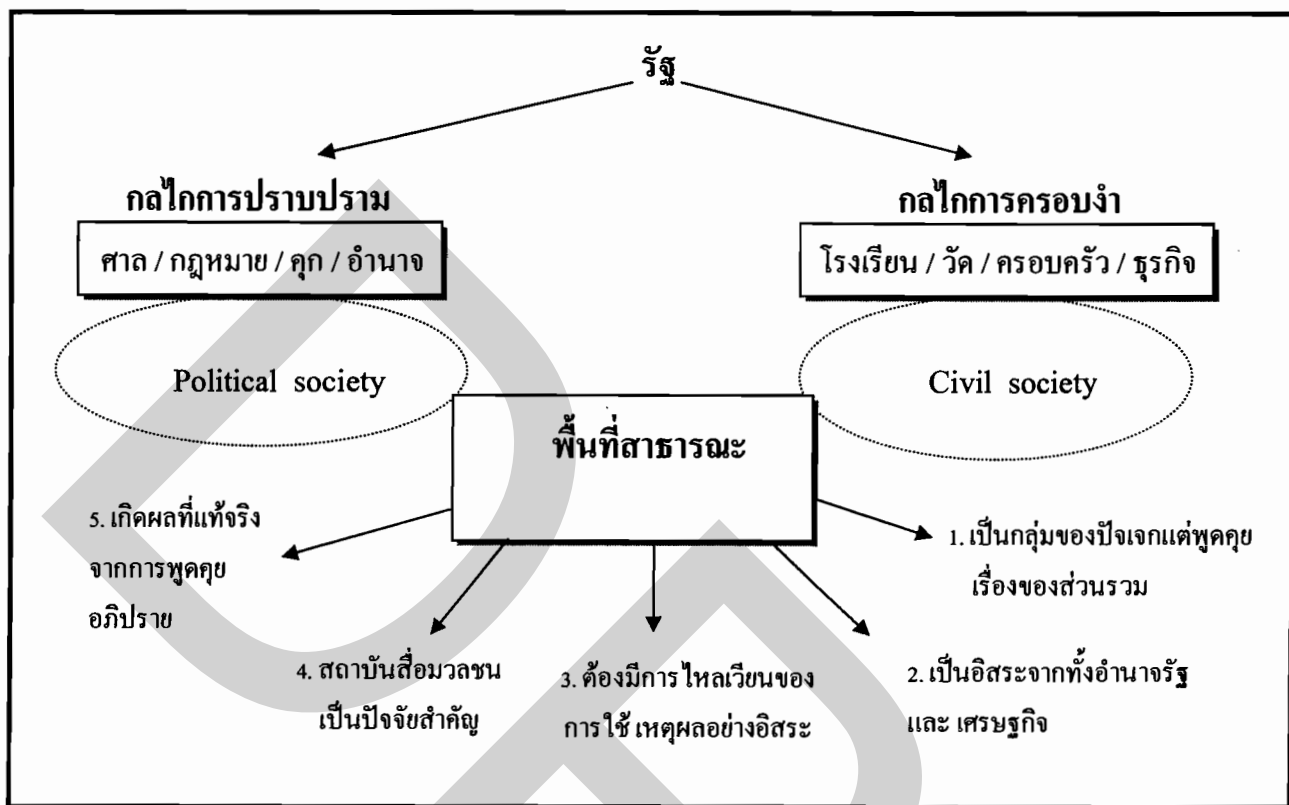 รัฐ
กลไกการปราบปราม
ศาล / กฎหมาย / คุก / อำนาจ
Political society
กลไกการครอบงำ
โรงเรียน / วัด / ครอบครัว / ธุรกิจ
Civil society
พื้นที่สาธารณะ
1. เป็นกลุ่มของปัจเจกแต่พูดคุย
เรื่องของส่วนรวม
2. เป็นอิสระจากทั้งอำนาจรัฐ
และ เศรษฐกิจ
3. ต้องมีการไหลเวียนของ
การใช้ เหตุผลอย่างอิสระ
4. สถาบันสื่อมวลชน
เป็นปัจจัยสำคัญ
5. เกิดผลที่แท้จริง
จากการพูดคุย
อภิปราย